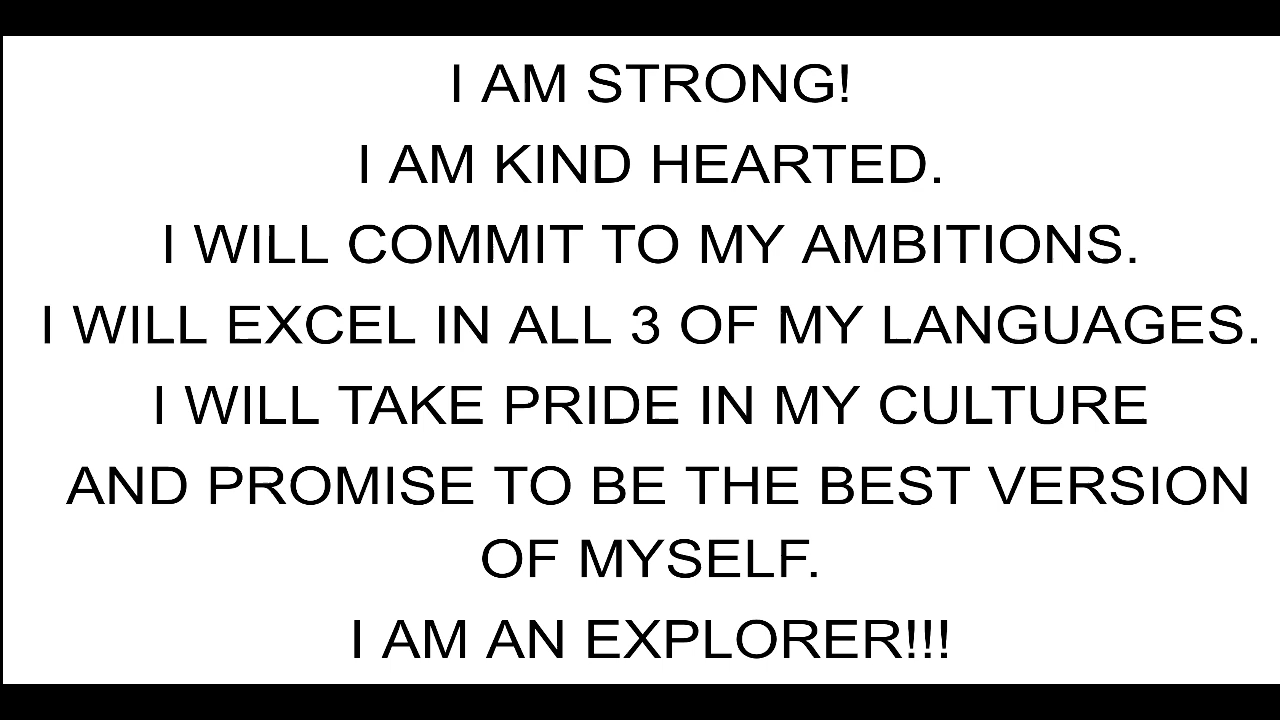 I AM STRONG!
I AM KIND HEARTED.
I WILL COMMIT TO MY AMBITIONS.
I WILL EXCEL IN ALL 3 OF MY LANGUAGES.
I WILL TAKE PRIDE IN MY CULTURE
AND PROMISE TO BE THE BEST VERSION
OF MYSELF.
I AM AN EXPLORER!!!